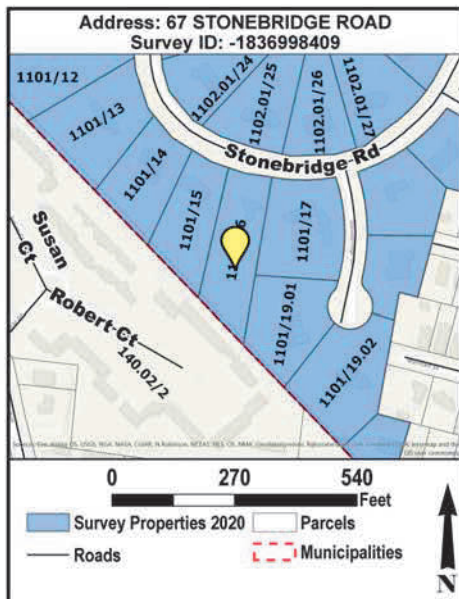 Address: 67 STONEBRIDGE ROAD
Survey ID: -1836998409
1101/12
1101/13
1101/14
1101/15
1102.01/24
1102.01/25
1102.01/26
1102.01/27
Stonebridge Rd
1101/17
1101/19.01
1101/19.02
Susan
Ct
Robert Ct
140.02/2
0 270 540
Feet
Survey Properties 2020
Parcels
Roads
Municipalities
N